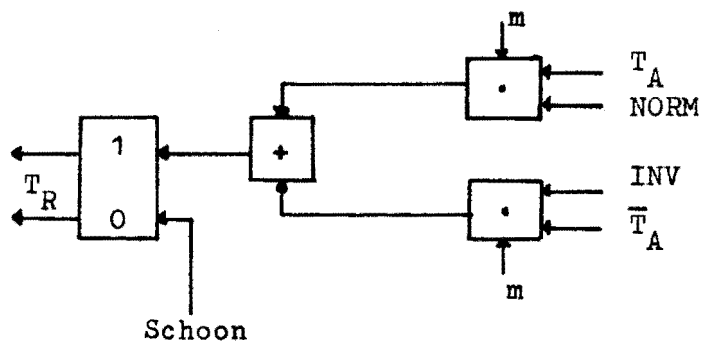 m
T_A
.
NORM
1
+
T_R
INV
0
.
T̅_A
m
Schoon